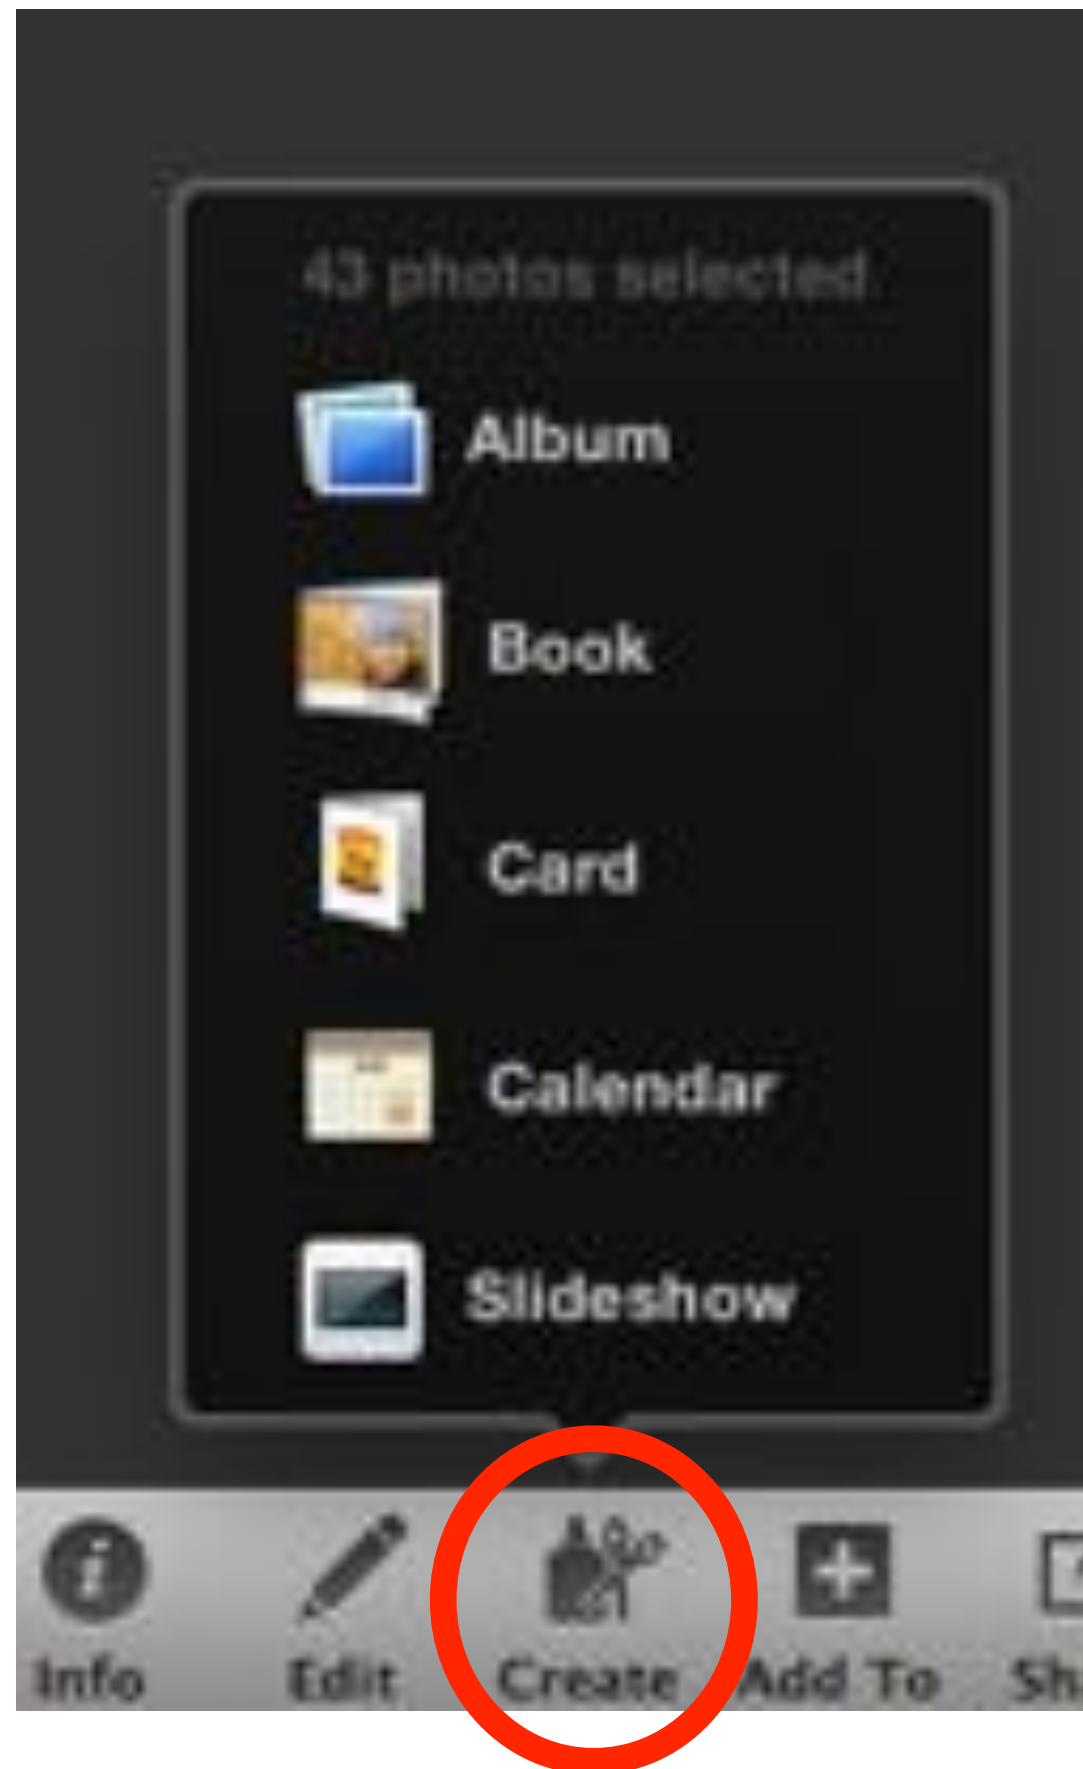 43 photos selected
Album
Book
Card
Calendar
Slideshow
Info Edit Create Add To